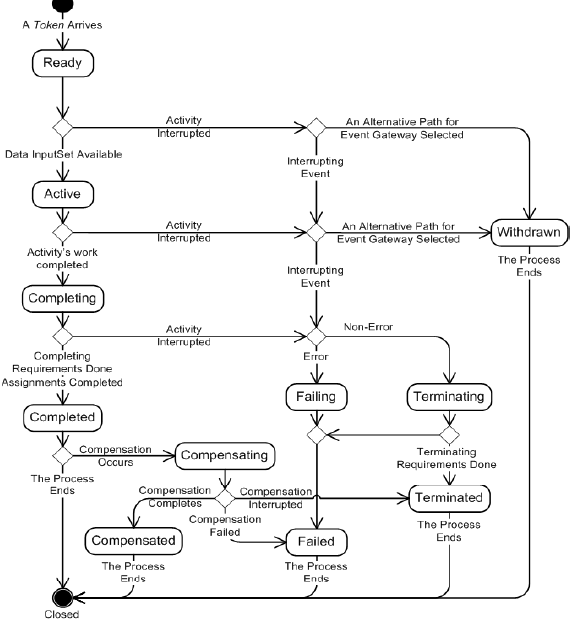 A Token Arrives
Ready
Activity
Interrupted
An Alternative Path for
Event Gateway Selected
Data InputSet Available
Interrupting
Event
Active
Activity
Interrupted
An Alternative Path for
Event Gateway Selected
Withdrawn
Activity's work
completed
The Process
Ends
Interrupting
Event
Completing
Activity
Interrupted
Non-Error
Completing
Requirements Done
Assignments Completed
Error
Failing
Terminating
Completed
Compensation
Occurs
Compensating
Terminating
Requirements Done
The Process
Ends
Compensation
Completes
Compensation
Interrupted
Terminated
Compensation
Failed
The Process
Ends
Compensated
Failed
The Process
Ends
The Process
Ends
Closed